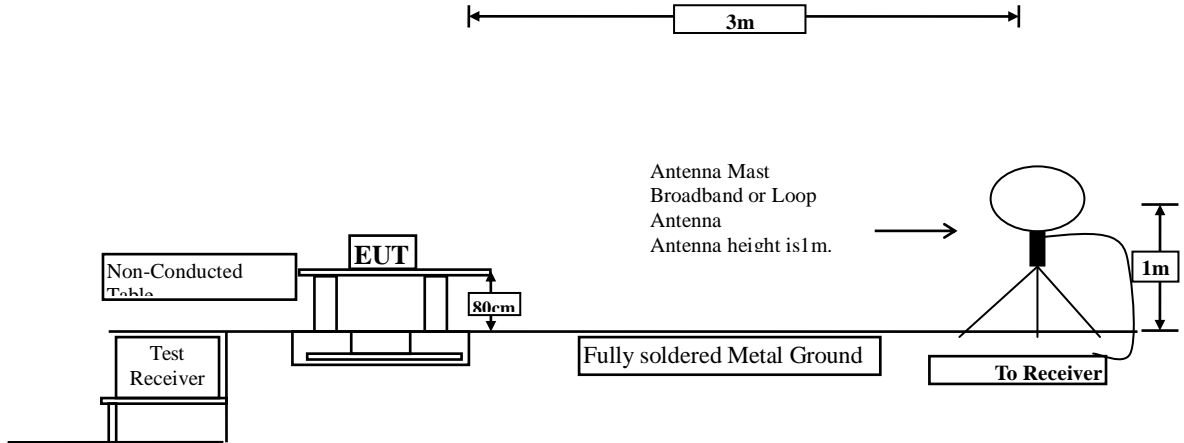 3m
Antenna Mast
Broadband or Loop
Antenna
Antenna height is1m.
EUT
Non-Conducted
Table
80cm
1m
Test
Receiver
Fully soldered Metal Ground
To Receiver